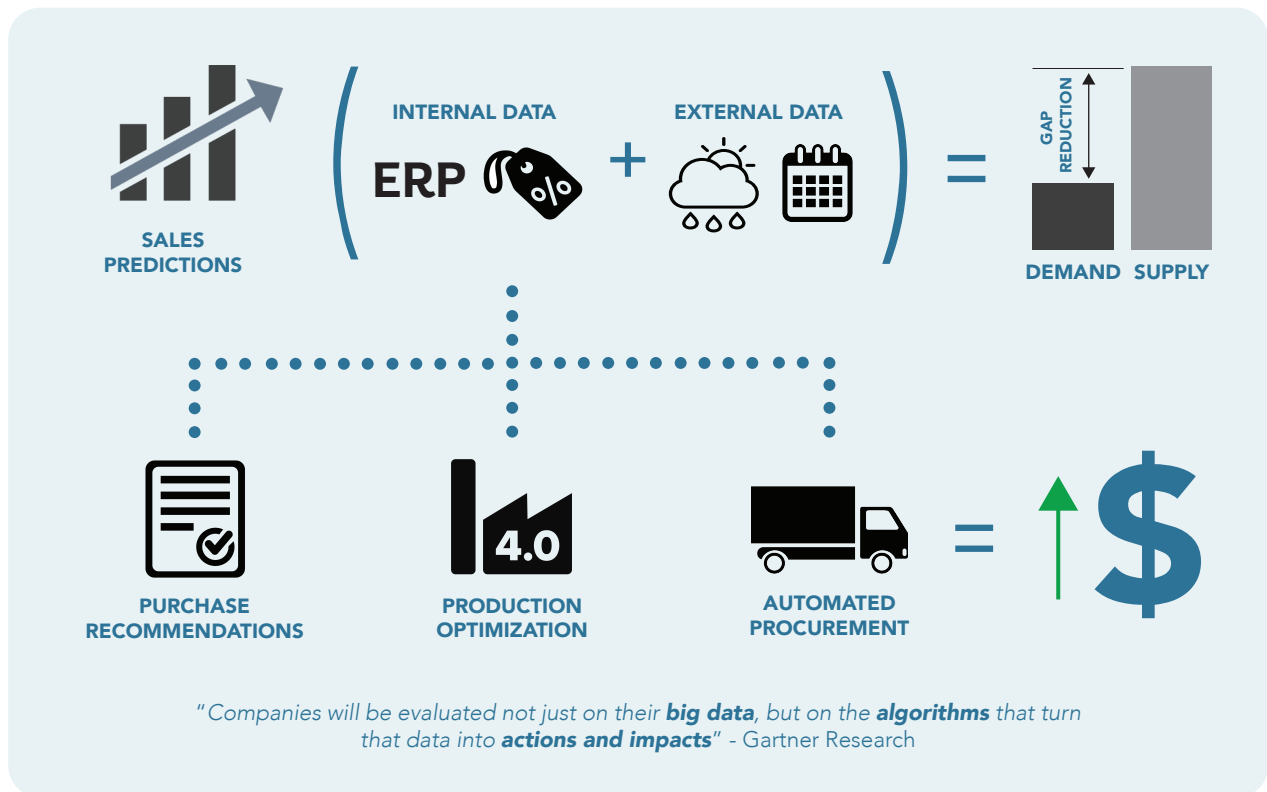 INTERNAL DATA
EXTERNAL DATA
ERP
%
+
=
GAP
REDUCTION
SALES
PREDICTIONS
DEMAND SUPPLY
4.0
=
$
PURCHASE
RECOMMENDATIONS
PRODUCTION
OPTIMIZATION
AUTOMATED
PROCUREMENT
“Companies will be evaluated not just on their big data, but on the algorithms that turn
that data into actions and impacts” - Gartner Research